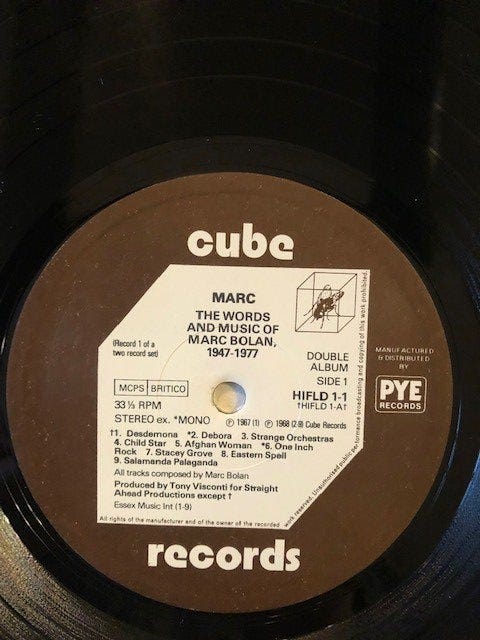 cube
MARC
THE WORDS
AND MUSIC OF
MARC BOLAN,
1947-1977
(Record 1 of a
two record set)
DOUBLE
ALBUM
SIDE 1
MCPS BRITICO
HIFLD 1-1
†HIFLD 1-A†
33 ⅓ RPM
STEREO ex. *MONO ℗ 1967 (1) ℗ 1968 (2-9) Cube Records
†1. Desdemona *2. Debora 3. Strange Orchestras
4. Child Star 5. Afghan Woman *6. One Inch
Rock 7. Stacey Grove 8. Eastern Spell
9. Salamanda Palaganda
All tracks composed by Marc Bolan
Produced by Tony Visconti for Straight
Ahead Productions except †
Essex Music Int (1-9)
All rights of the manufacturer and of the owner of the recorded work reserved. Unauthorised public performance broadcasting and copying of this work prohibited.
MANUFACTURED
& DISTRIBUTED
BY
PYE
RECORDS
records